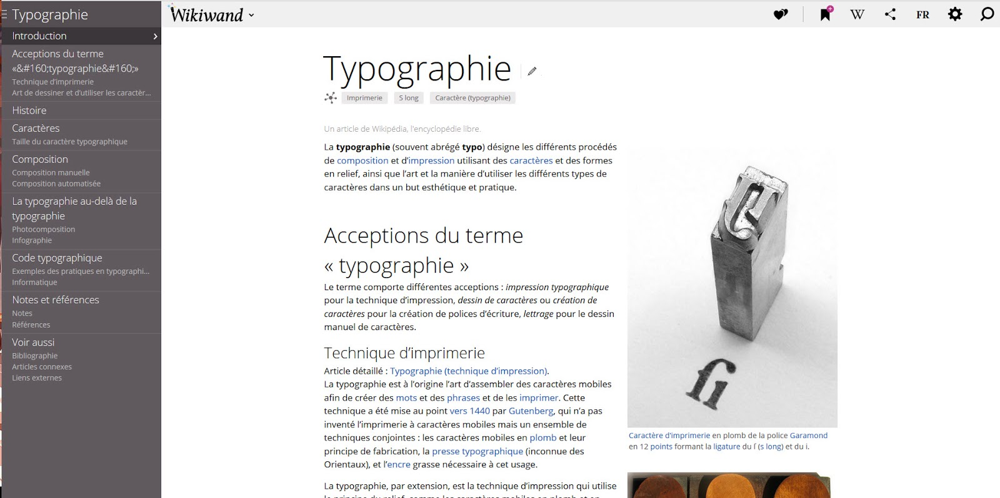 Typographie
Introduction
Acceptions du terme
«&#160;typographie&#160;»
Technique d'imprimerie
Art de dessiner et d'utiliser les caractèr...
Histoire
Caractères
Taille du caractère typographique
Composition
Composition manuelle
Composition automatisée
La typographie au-delà de la
typographie
Photocomposition
Infographie
Code typographique
Exemples des pratiques en typographi...
Informatique
Notes et références
Notes
Références
Voir aussi
Bibliographie
Articles connexes
Liens externes
Wikiwand
W
FR
Typographie
Imprimerie
S long
Caractère (typographie)
Un article de Wikipédia, l'encyclopédie libre.
La typographie (souvent abrégé typo) désigne les différents procédés
de composition et d’impression utilisant des caractères et des formes
en relief, ainsi que l’art et la manière d’utiliser les différents types de
caractères dans un but esthétique et pratique.
Acceptions du terme
« typographie »
Le terme comporte différentes acceptions : impression typographique
pour la technique d’impression, dessin de caractères ou création de
caractères pour la création de polices d’écriture, lettrage pour le dessin
manuel de caractères.
Technique d’imprimerie
Article détaillé : Typographie (technique d’impression).
La typographie est à l’origine l’art d’assembler des caractères mobiles
afin de créer des mots et des phrases et de les imprimer. Cette
technique a été mise au point vers 1440 par Gutenberg, qui n’a pas
inventé l’imprimerie à caractères mobiles mais un ensemble de
techniques conjointes : les caractères mobiles en plomb et leur
principe de fabrication, la presse typographique (inconnue des
Orientaux), et l’encre grasse nécessaire à cet usage.
La typographie, par extension, est la technique d’impression qui utilise
ſi
Caractère d’imprimerie en plomb de la police Garamond
en 12 points formant la ligature du ſ (s long) et du i.